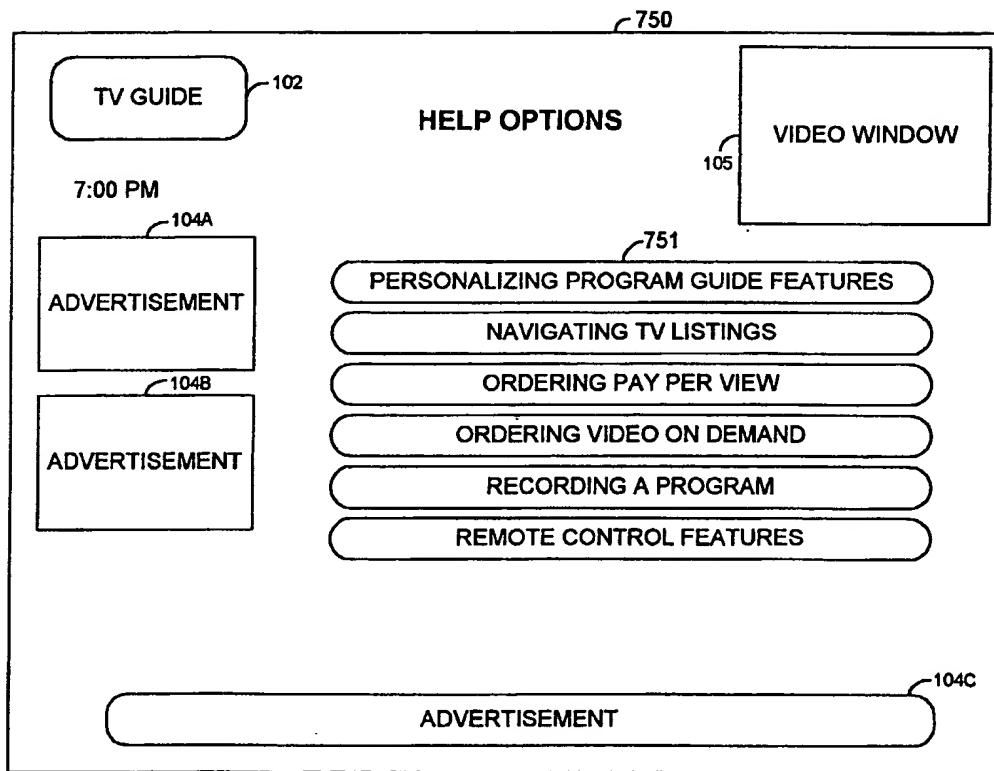 750
TV GUIDE
102
HELP OPTIONS
105
VIDEO WINDOW
7:00 PM
104A
ADVERTISEMENT
104B
ADVERTISEMENT
751
PERSONALIZING PROGRAM GUIDE FEATURES
NAVIGATING TV LISTINGS
ORDERING PAY PER VIEW
ORDERING VIDEO ON DEMAND
RECORDING A PROGRAM
REMOTE CONTROL FEATURES
104C
ADVERTISEMENT